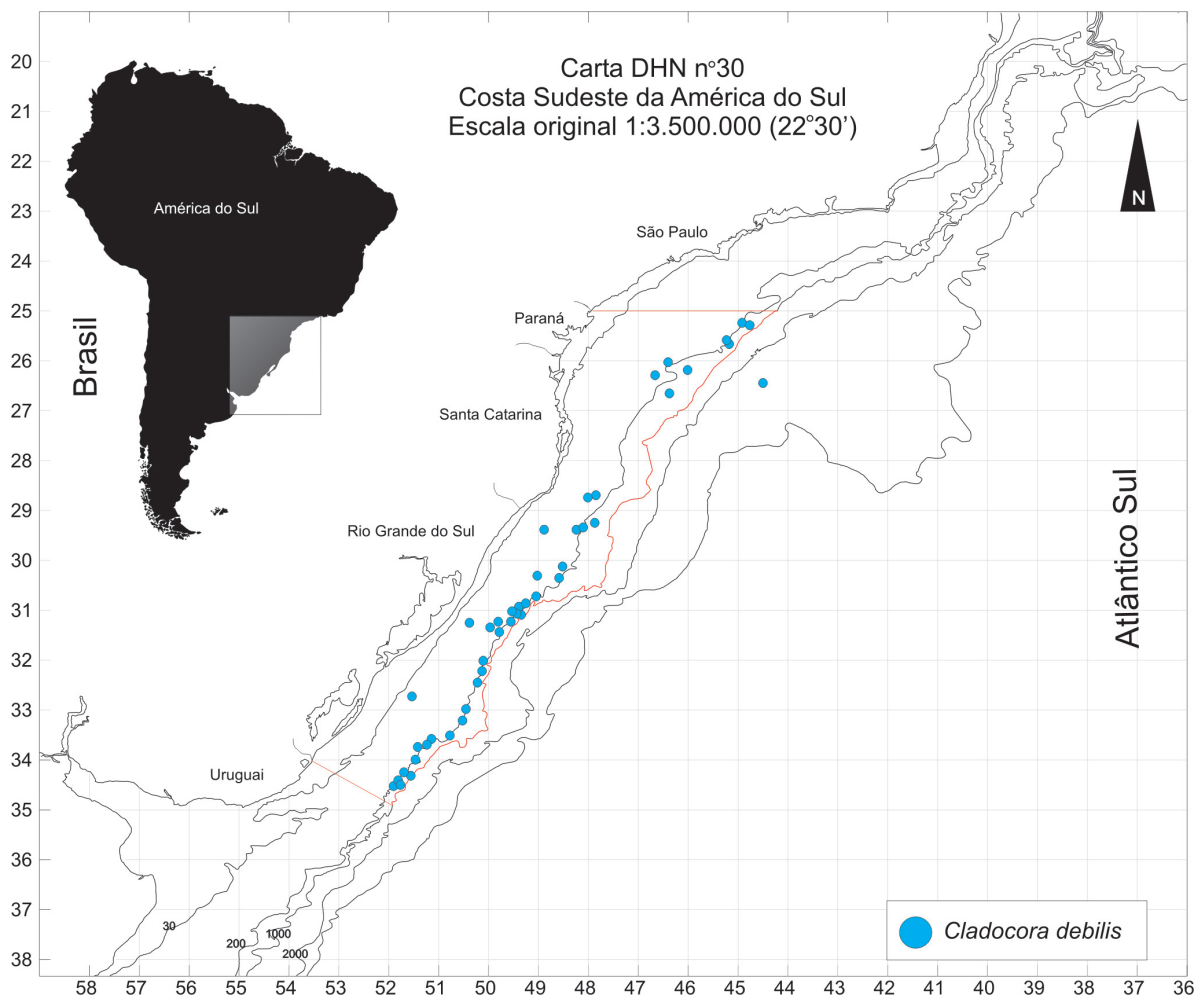 Carta DHN nº30
Costa Sudeste da América do Sul
Escala original 1:3.500.000 (22°30’)
N
América do Sul
Brasil
São Paulo
Paraná
Santa Catarina
Rio Grande do Sul
Uruguai
Atlântico Sul
20
21
22
23
24
25
26
27
28
29
30
31
32
33
34
35
36
37
38
30
200
1000
2000
Cladocora debilis
58 57 56 55 54 53 52 51 50 49 48 47 46 45 44 43 42 41 40 39 38 37 36